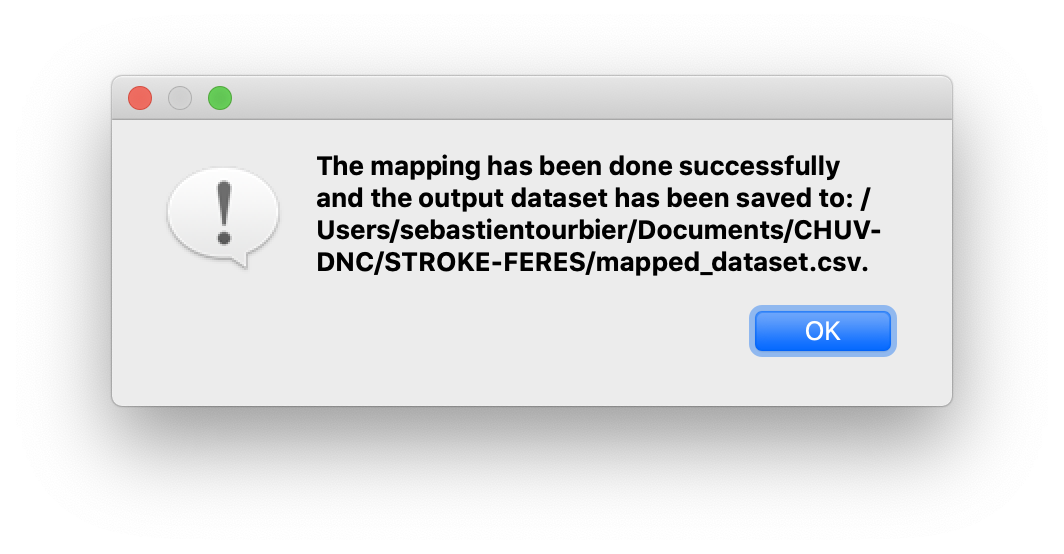 The mapping has been done successfully
and the output dataset has been saved to: /
Users/sebastientourbier/Documents/CHUV-
DNC/STROKE-FERES/mapped_dataset.csv.
OK